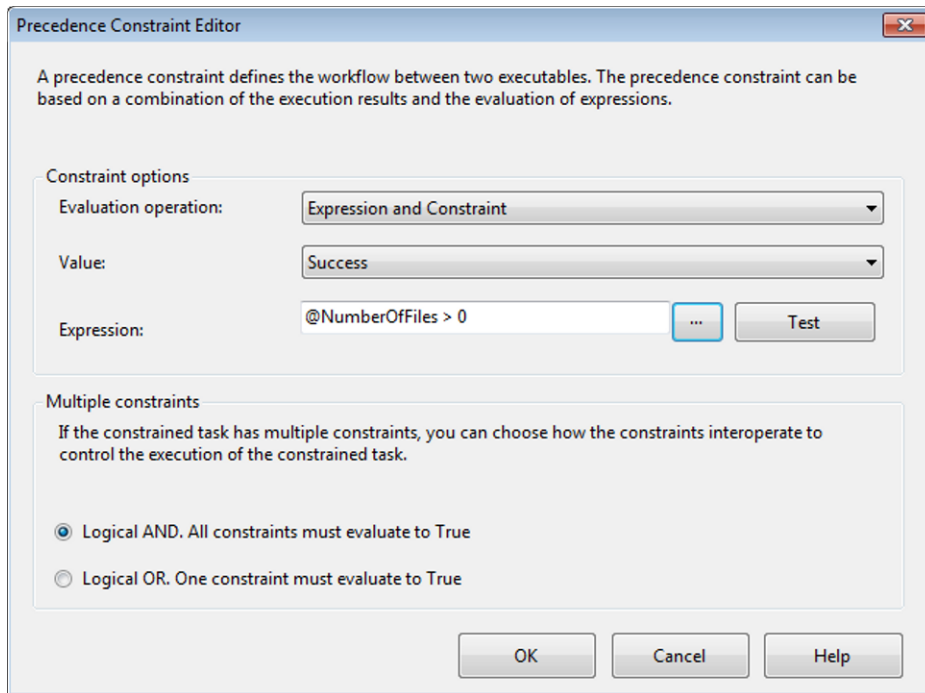 Precedence Constraint Editor
A precedence constraint defines the workflow between two executables. The precedence constraint can be
based on a combination of the execution results and the evaluation of expressions.
Constraint options
Evaluation operation:
Expression and Constraint
Value:
Success
Expression:
@NumberOfFiles > 0
...
Test
Multiple constraints
If the constrained task has multiple constraints, you can choose how the constraints interoperate to
control the execution of the constrained task.
Logical AND. All constraints must evaluate to True
Logical OR. One constraint must evaluate to True
OK
Cancel
Help